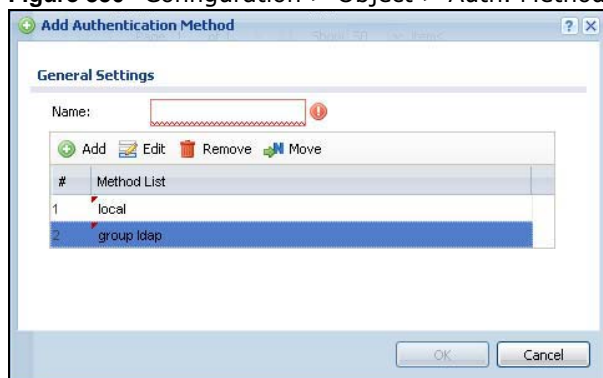 Add Authentication Method
General Settings
Name:
Add Edit Remove Move
# Method List
1 local
2 group ldap
OK Cancel